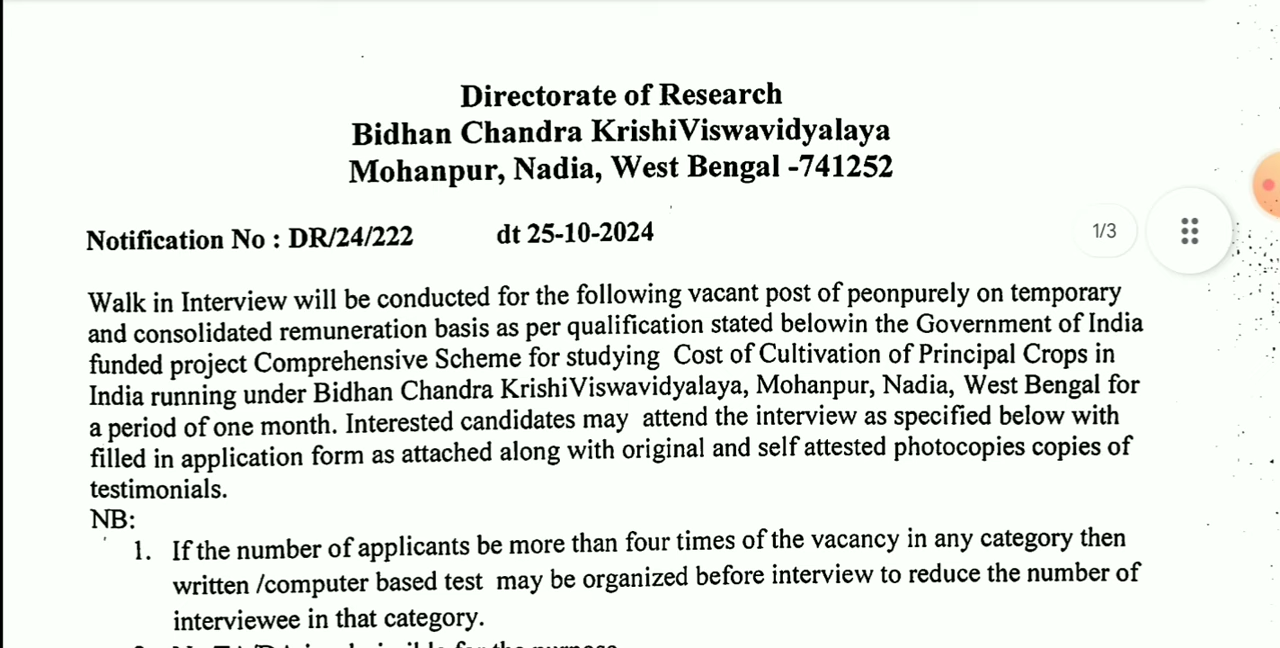 Directorate of Research
Bidhan Chandra KrishiViswavidyalaya
Mohanpur, Nadia, West Bengal -741252
Notification No : DR/24/222 dt 25-10-2024
1/3
Walk in Interview will be conducted for the following vacant post of peonpurely on temporary
and consolidated remuneration basis as per qualification stated belowin the Government of India
funded project Comprehensive Scheme for studying Cost of Cultivation of Principal Crops in
India running under Bidhan Chandra KrishiViswavidyalaya, Mohanpur, Nadia, West Bengal for
a period of one month. Interested candidates may attend the interview as specified below with
filled in application form as attached along with original and self attested photocopies copies of
testimonials.
NB:
1. If the number of applicants be more than four times of the vacancy in any category then
written /computer based test may be organized before interview to reduce the number of
interviewee in that category.